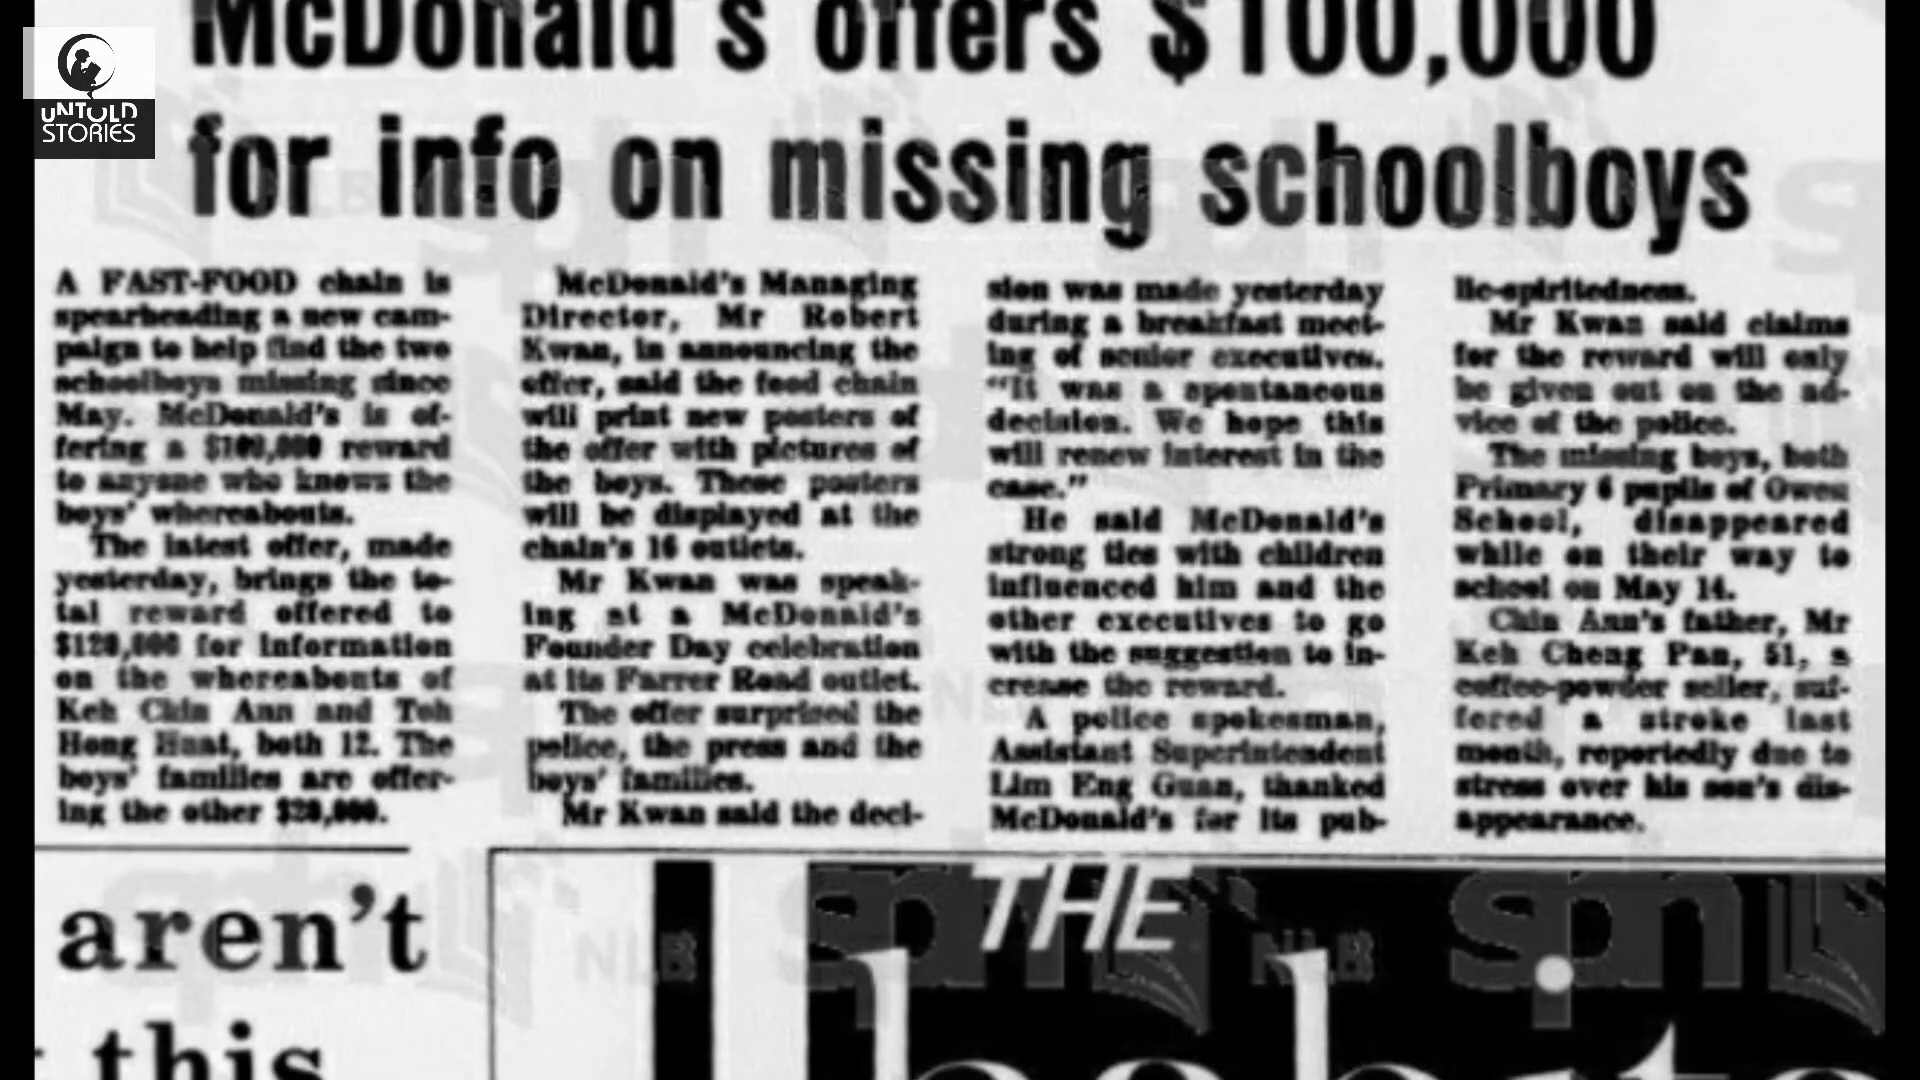 UNTOLD
STORIES
McDonald's offers $100,000
for info on missing schoolboys
A FAST-FOOD chain is
spearheading a new cam-
paign to help find the two
schoolboys missing since
May. McDonald's is of-
fering a $100,000 reward
to anyone who knows the
boys' whereabouts.
The latest offer, made
yesterday, brings the to-
tal reward offered to
$120,000 for information
on the whereabouts of
Keh Chin Ann and Toh
Hong Huat, both 12. The
boys' families are offer-
ing the other $20,000.
McDonald's Managing
Director, Mr Robert
Kwan, in announcing the
offer, said the food chain
will print new posters of
the offer with pictures of
the boys. These posters
will be displayed at the
chain's 16 outlets.
Mr Kwan was speak-
ing at a McDonald's
Founder Day celebration
at its Farrer Road outlet.
The offer surprised the
police, the press and the
boys' families.
Mr Kwan said the deci-
sion was made yesterday
during a breakfast meet-
ing of senior executives.
"It was a spontaneous
decision. We hope this
will renew interest in the
case."
He said McDonald's
strong ties with children
influenced him and the
other executives to go
with the suggestion to in-
crease the reward.
A police spokesman,
Assistant Superintendent
Lim Eng Guan, thanked
McDonald's for its pub-
lic-spiritedness.
Mr Kwan said claims
for the reward will only
be given out on the ad-
vice of the police.
The missing boys, both
Primary 6 pupils of Owen
School, disappeared
while on their way to
school on May 14.
Chin Ann's father, Mr
Keh Cheng Pan, 51, a
coffee-powder seller, suf-
fered a stroke last
month, reportedly due to
stress over his son's dis-
appearance.
aren't
this
THE
NLB
sph